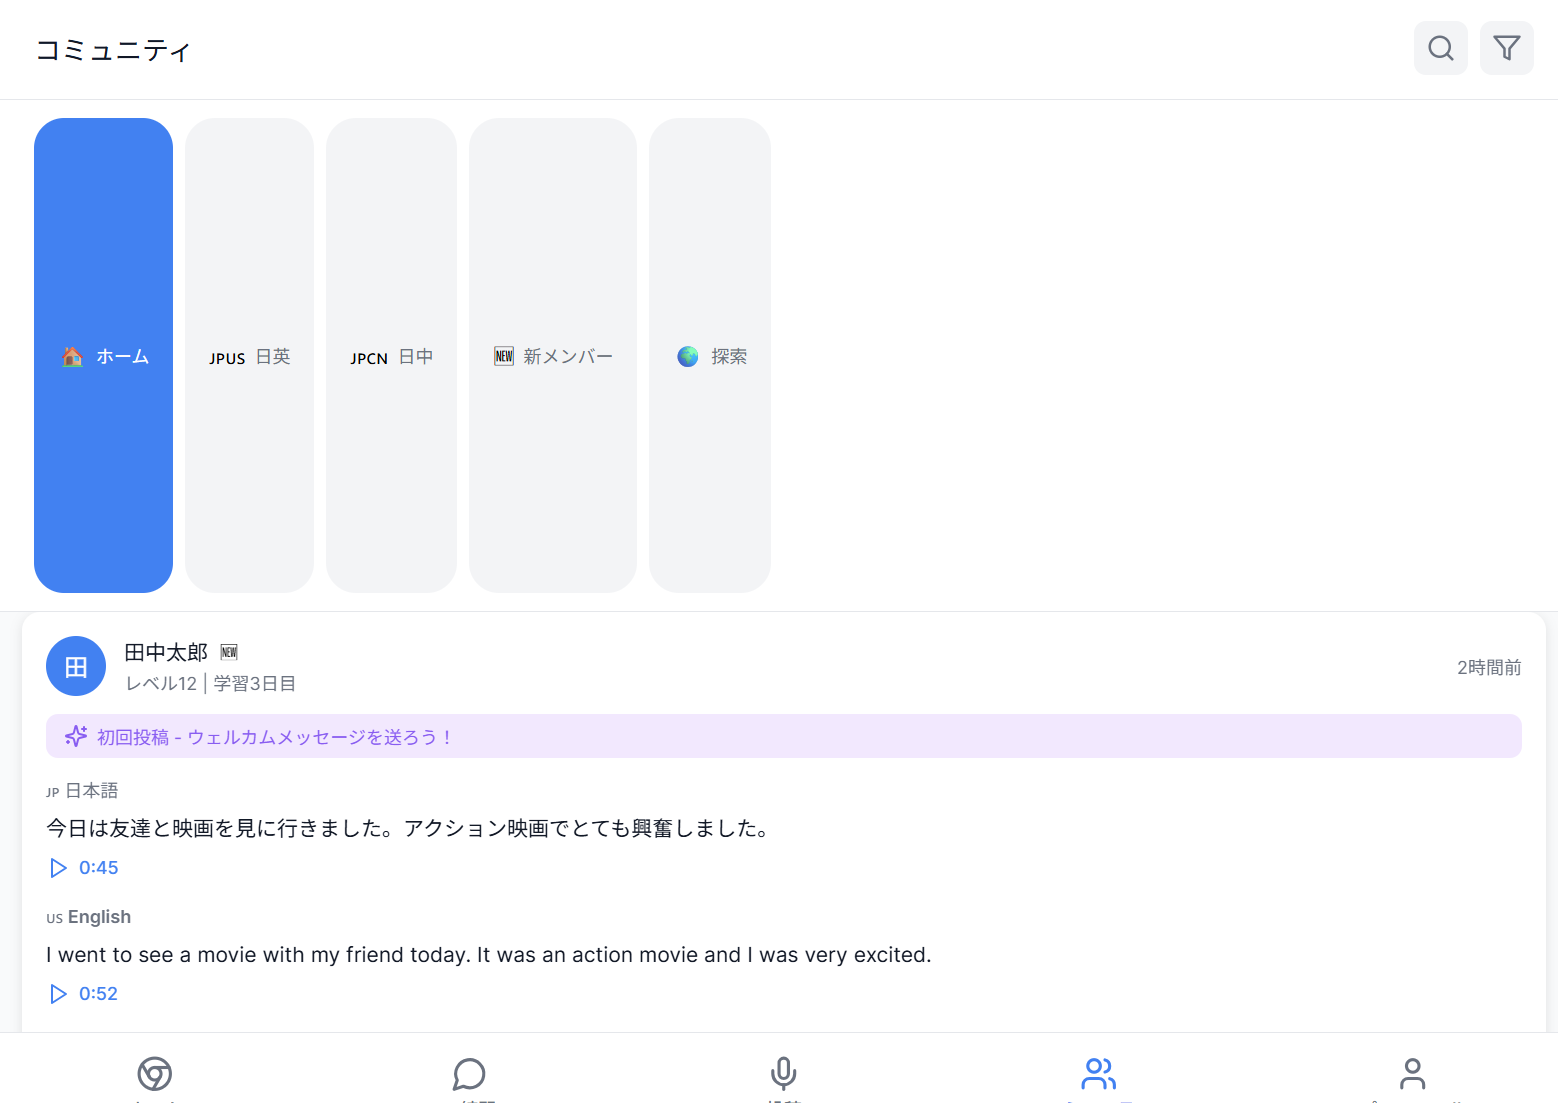 コミュニティ
ホーム
JPUS 日英
JPCN 日中
NEW 新メンバー
探索
田中太郎 NEW
レベル12 | 学習3日目
2時間前
田
初回投稿 - ウェルカムメッセージを送ろう！
JP 日本語
今日は友達と映画を見に行きました。アクション映画でとても興奮しました。
0:45
US English
I went to see a movie with my friend today. It was an action movie and I was very excited.
0:52